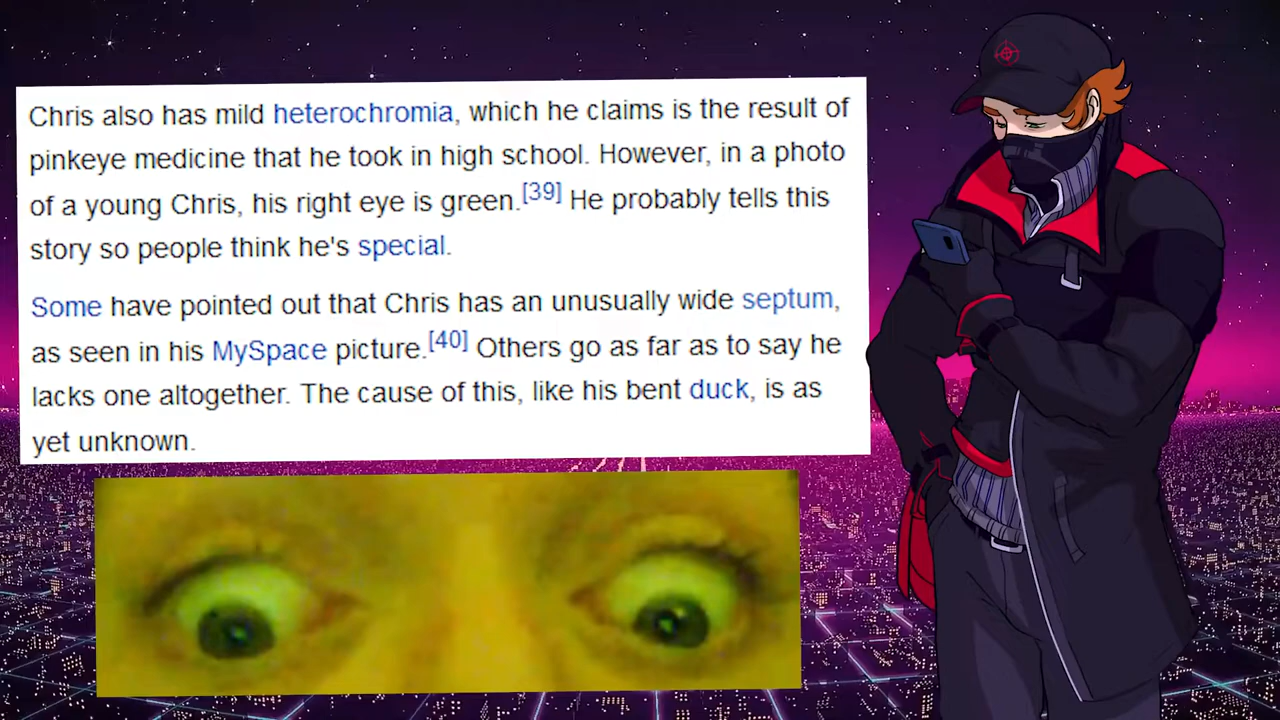 Chris also has mild heterochromia, which he claims is the result of
pinkeye medicine that he took in high school. However, in a photo
of a young Chris, his right eye is green.[39] He probably tells this
story so people think he's special.
Some have pointed out that Chris has an unusually wide septum,
as seen in his MySpace picture.[40] Others go as far as to say he
lacks one altogether. The cause of this, like his bent duck, is as
yet unknown.